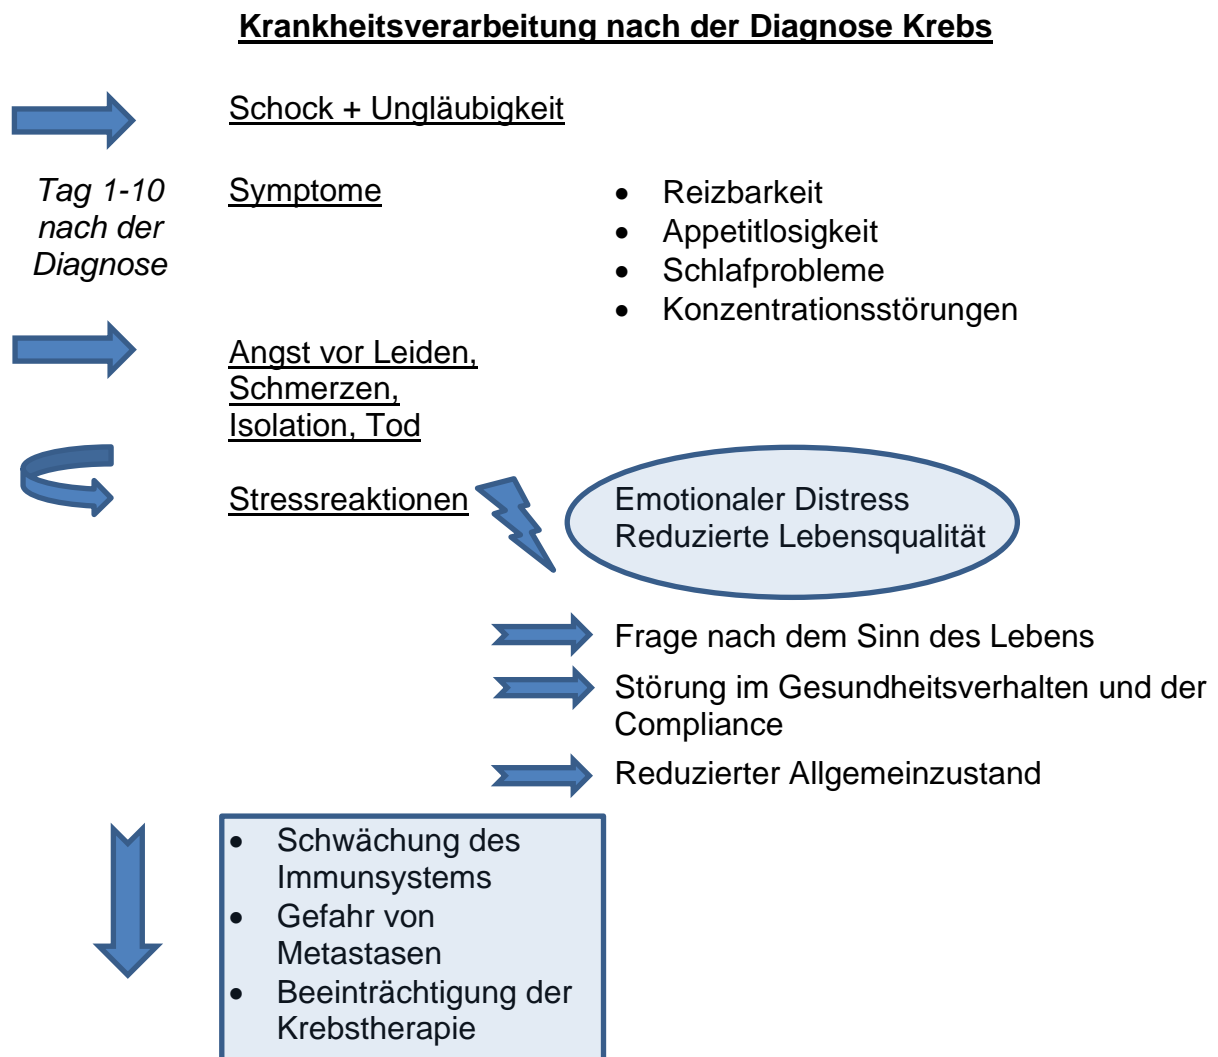 Krankheitsverarbeitung nach der Diagnose Krebs
Schock + Ungläubigkeit
Tag 1-10
nach der
Diagnose
Symptome
• Reizbarkeit
• Appetitlosigkeit
• Schlafprobleme
• Konzentrationsstörungen
Angst vor Leiden,
Schmerzen,
Isolation, Tod
Stressreaktionen
Emotionaler Distress
Reduzierte Lebensqualität
Frage nach dem Sinn des Lebens
Störung im Gesundheitsverhalten und der
Compliance
Reduzierter Allgemeinzustand
• Schwächung des
Immunsystems
• Gefahr von
Metastasen
• Beeinträchtigung der
Krebstherapie